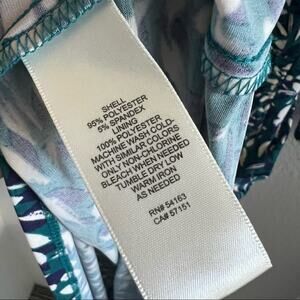 SHELL
95% POLYESTER
5% SPANDEX
LINING
100% POLYESTER
MACHINE WASH COLD
WITH SIMILAR COLORS
ONLY NON-CHLORINE
BLEACH WHEN NEEDED
TUMBLE DRY LOW
WARM IRON
AS NEEDED
RN# 54163
CA# 57151